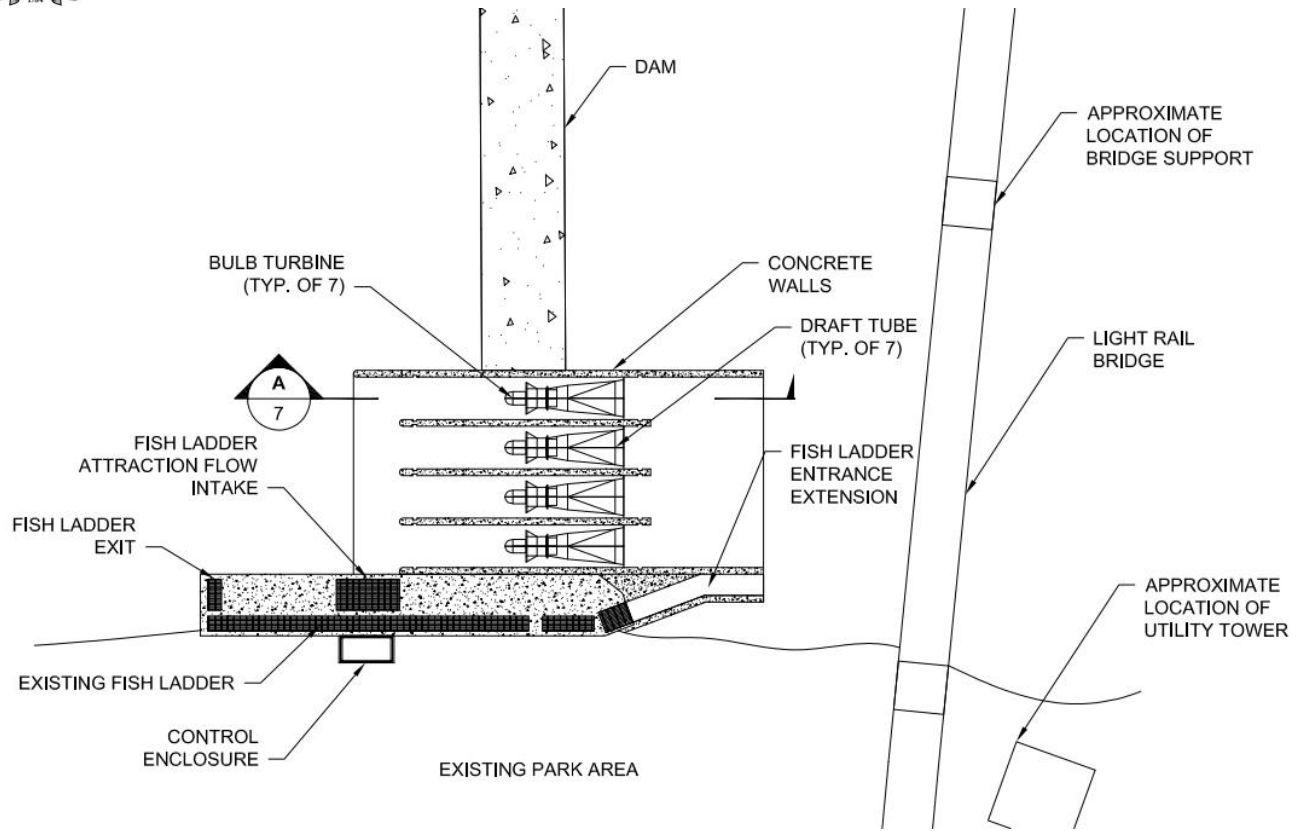 DAM
APPROXIMATE
LOCATION OF
BRIDGE SUPPORT
BULB TURBINE
(TYP. OF 7)
CONCRETE
WALLS
DRAFT TUBE
(TYP. OF 7)
LIGHT RAIL
BRIDGE
A
7
FISH LADDER
ATTRACTION FLOW
INTAKE
FISH LADDER
ENTRANCE
EXTENSION
FISH LADDER
EXIT
APPROXIMATE
LOCATION OF
UTILITY TOWER
EXISTING FISH LADDER
CONTROL
ENCLOSURE
EXISTING PARK AREA